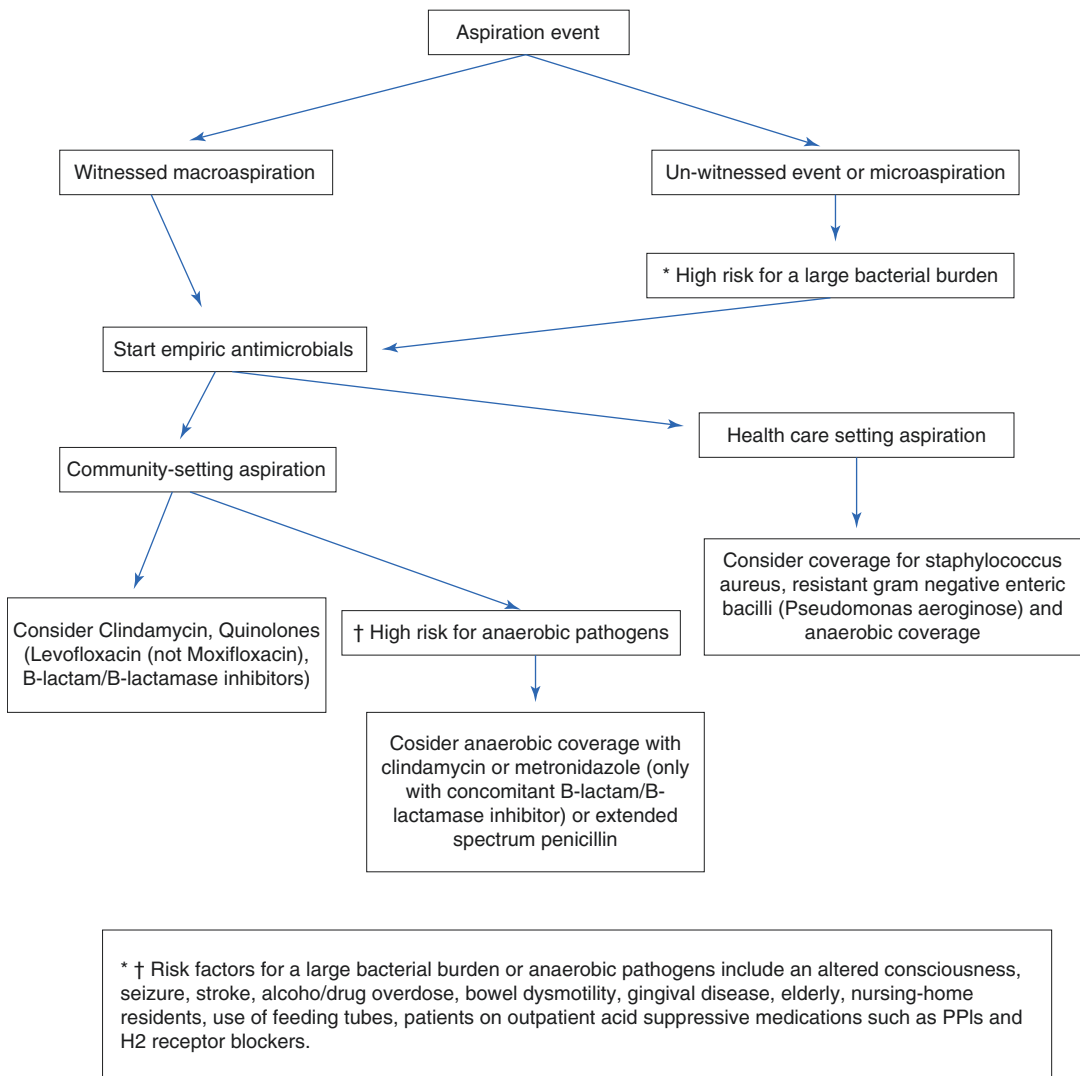 Aspiration event
Witnessed macroaspiration
Un-witnessed event or microaspiration
* High risk for a large bacterial burden
Start empiric antimicrobials
Health care setting aspiration
Community-setting aspiration
Consider coverage for staphylococcus
aureus, resistant gram negative enteric
bacilli (Pseudomonas aeroginose) and
anaerobic coverage
Consider Clindamycin, Quinolones
(Levofloxacin (not Moxifloxacin),
B-lactam/B-lactamase inhibitors)
† High risk for anaerobic pathogens
Cosider anaerobic coverage with
clindamycin or metronidazole (only
with concomitant B-lactam/B-
lactamase inhibitor) or extended
spectrum penicillin
* † Risk factors for a large bacterial burden or anaerobic pathogens include an altered consciousness,
seizure, stroke, alcoho/drug overdose, bowel dysmotility, gingival disease, elderly, nursing-home
residents, use of feeding tubes, patients on outpatient acid suppressive medications such as PPIs and
H2 receptor blockers.